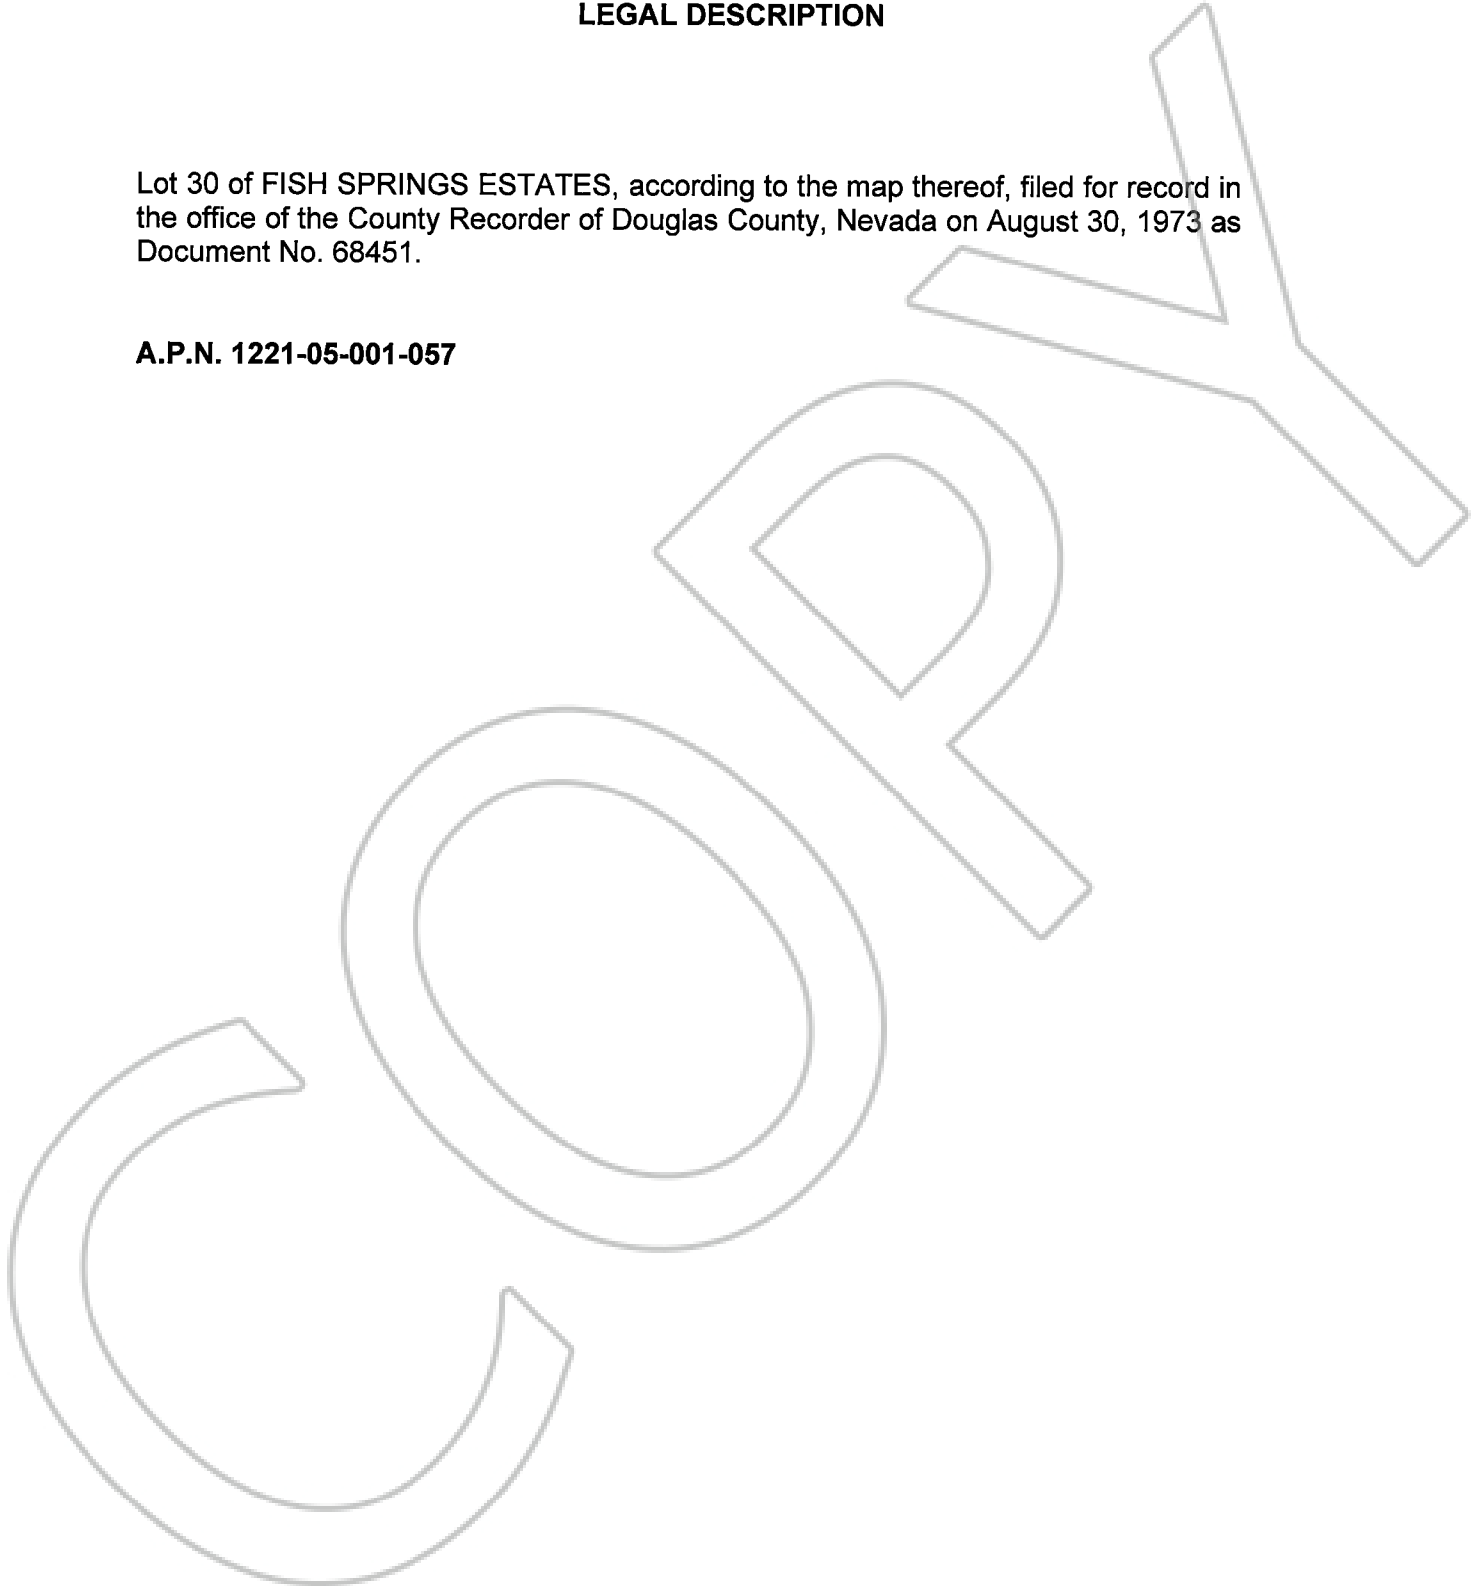 LEGAL DESCRIPTION
Lot 30 of FISH SPRINGS ESTATES, according to the map thereof, filed for record in
the office of the County Recorder of Douglas County, Nevada on August 30, 1973 as
Document No. 68451.
A.P.N. 1221-05-001-057
COPY